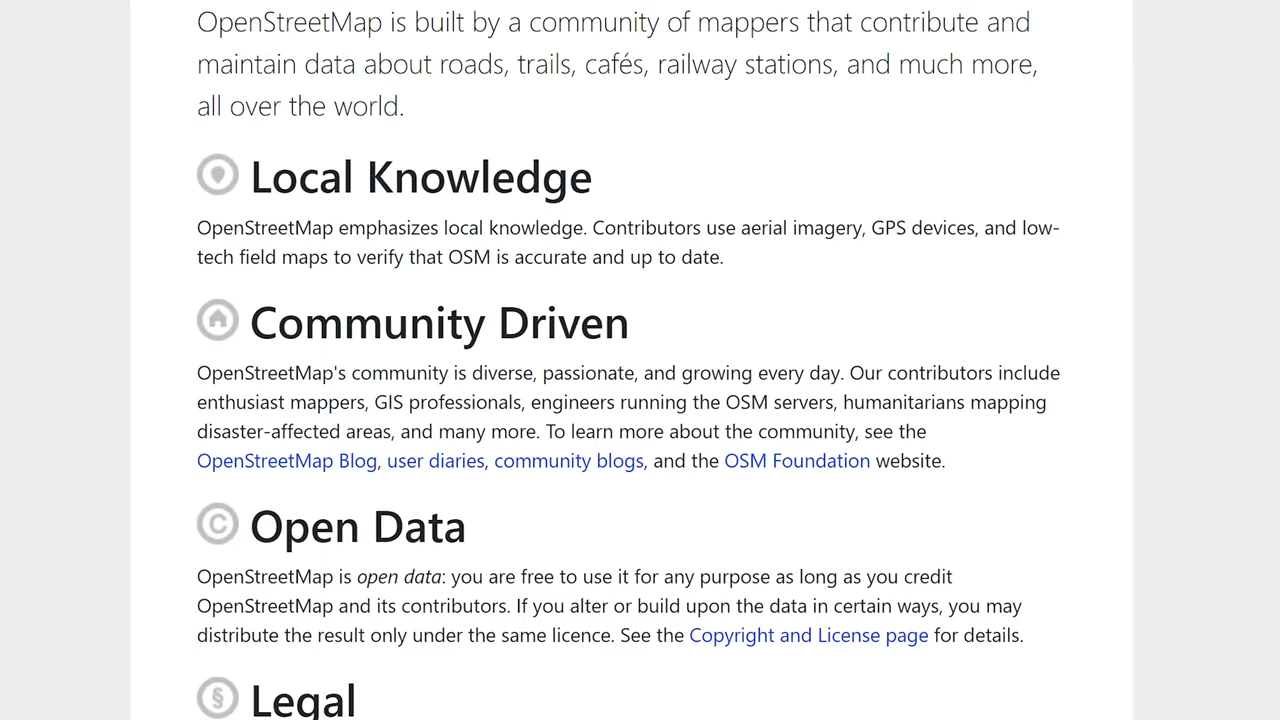 OpenStreetMap is built by a community of mappers that contribute and
maintain data about roads, trails, cafés, railway stations, and much more,
all over the world.
Local Knowledge
OpenStreetMap emphasizes local knowledge. Contributors use aerial imagery, GPS devices, and low-
tech field maps to verify that OSM is accurate and up to date.
Community Driven
OpenStreetMap's community is diverse, passionate, and growing every day. Our contributors include
enthusiast mappers, GIS professionals, engineers running the OSM servers, humanitarians mapping
disaster-affected areas, and many more. To learn more about the community, see the
OpenStreetMap Blog, user diaries, community blogs, and the OSM Foundation website.
Open Data
OpenStreetMap is open data: you are free to use it for any purpose as long as you credit
OpenStreetMap and its contributors. If you alter or build upon the data in certain ways, you may
distribute the result only under the same licence. See the Copyright and License page for details.
Legal